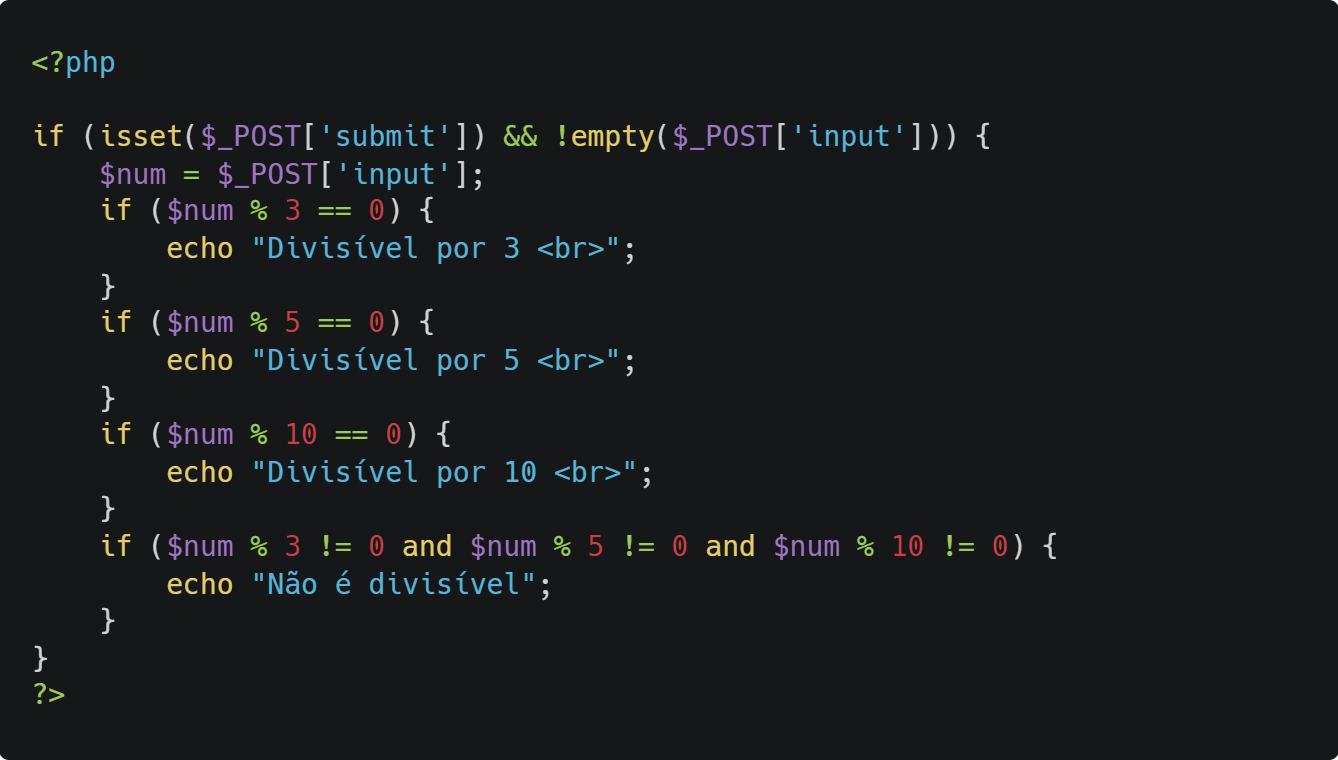 <?php
if (isset($_POST['submit']) && !empty($_POST['input'])) {
    $num = $_POST['input'];
    if ($num % 3 == 0) {
        echo "Divisível por 3 <br>";
    }
    if ($num % 5 == 0) {
        echo "Divisível por 5 <br>";
    }
    if ($num % 10 == 0) {
        echo "Divisível por 10 <br>";
    }
    if ($num % 3 != 0 and $num % 5 != 0 and $num % 10 != 0) {
        echo "Não é divisível";
    }
}
?>